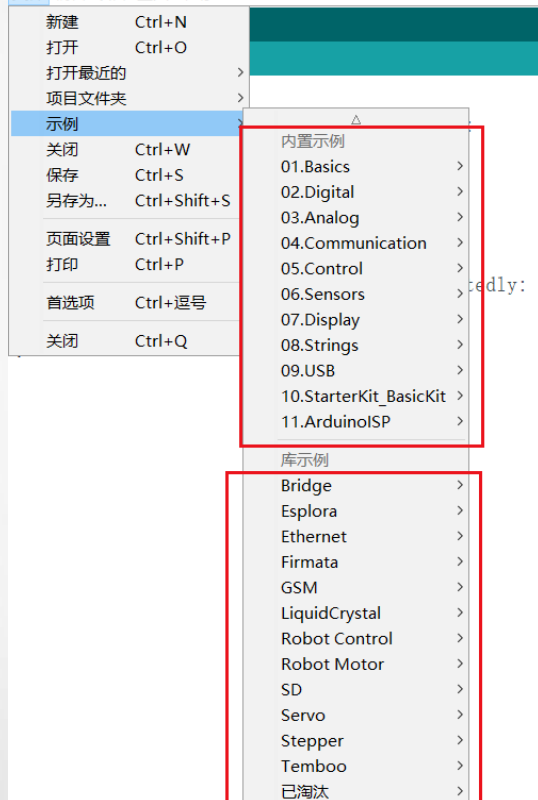 新建 Ctrl+N
打开 Ctrl+O
打开最近的
项目文件夹
示例
关闭 Ctrl+W
保存 Ctrl+S
另存为... Ctrl+Shift+S
页面设置 Ctrl+Shift+P
打印 Ctrl+P
首选项 Ctrl+逗号
关闭 Ctrl+Q
内置示例
01.Basics
02.Digital
03.Analog
04.Communication
05.Control
06.Sensors
07.Display
08.Strings
09.USB
10.StarterKit_BasicKit
11.ArduinoISP
库示例
Bridge
Esplora
Ethernet
Firmata
GSM
LiquidCrystal
Robot Control
Robot Motor
SD
Servo
Stepper
Temboo
已淘汰
tedly: